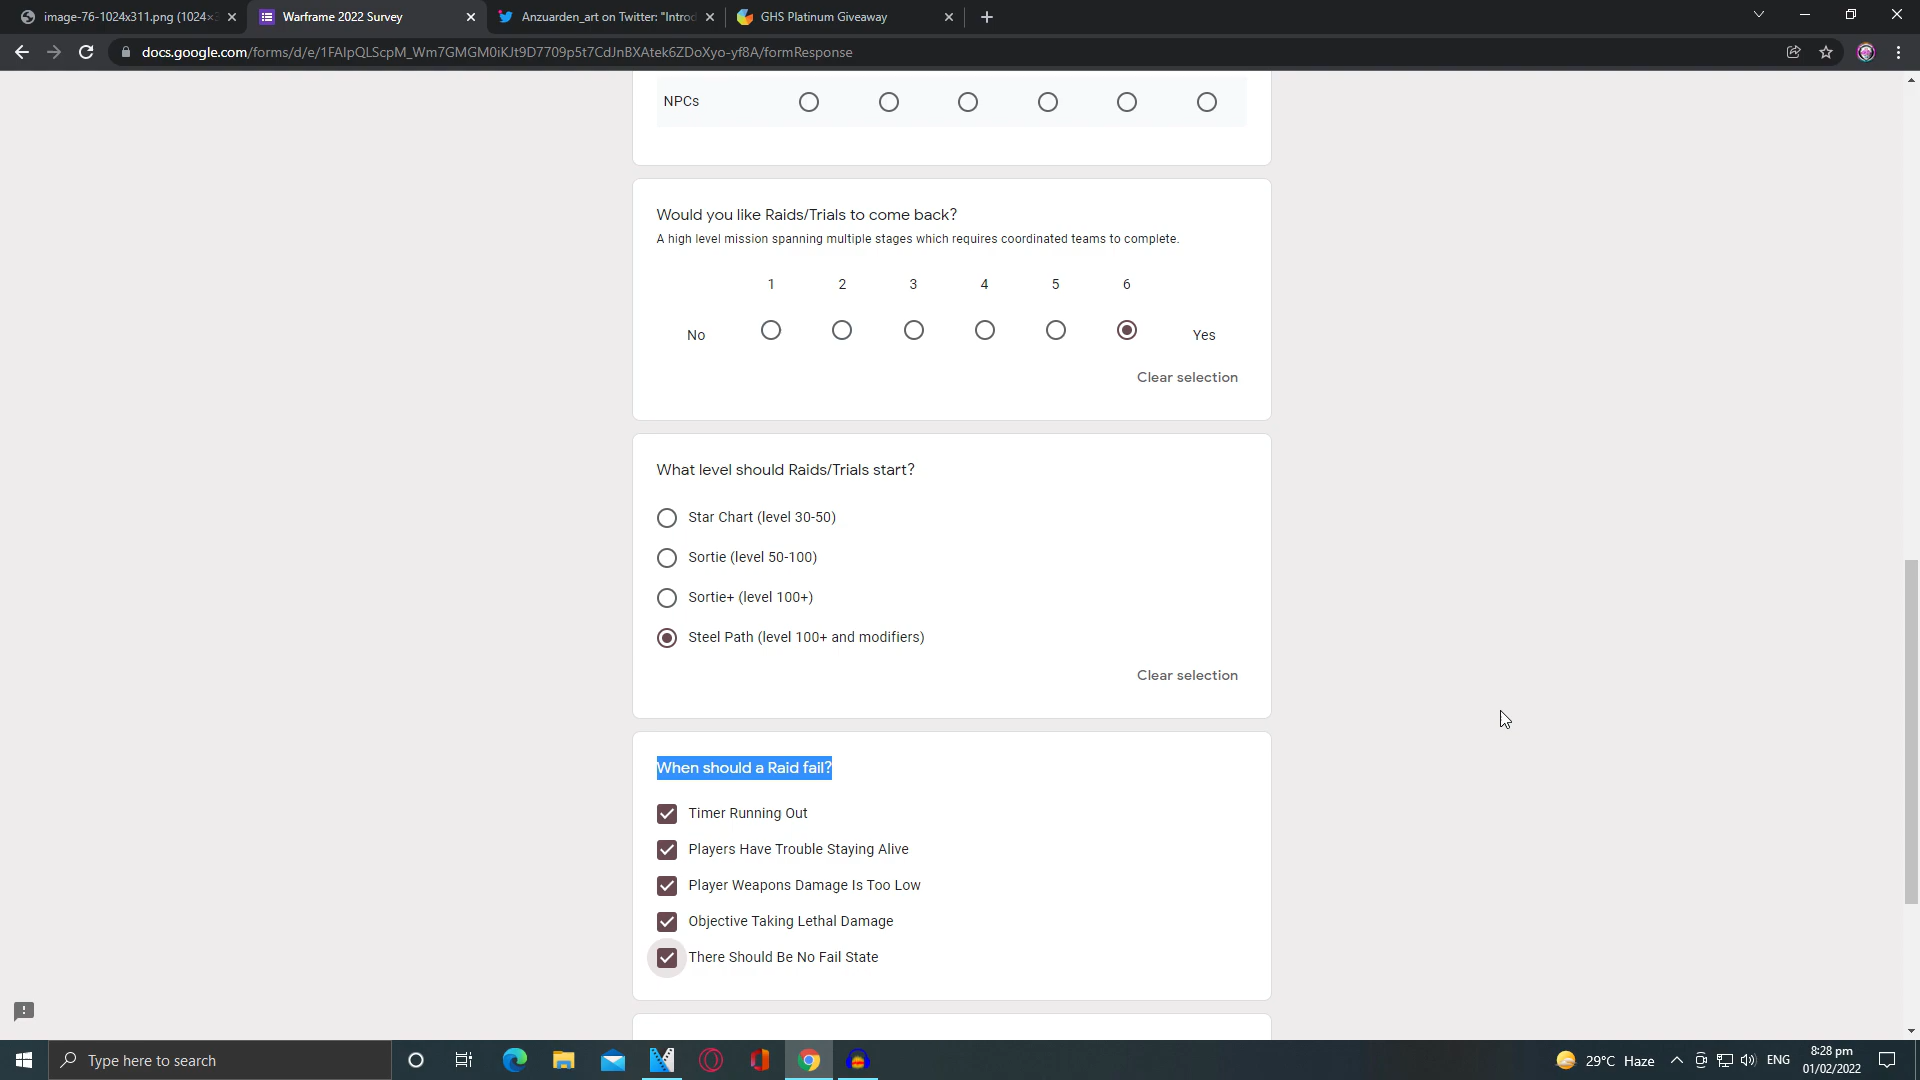 image-76-1024x311.png (1024×3
Warframe 2022 Survey
Anzuarden_art on Twitter: "Introd
GHS Platinum Giveaway
docs.google.com/forms/d/e/1FAIpQLScpM_Wm7GMGM0iKJt9D7709p5t7CdJnBXAtek6ZDoXyo-yf8A/formResponse
NPCs
Would you like Raids/Trials to come back?
A high level mission spanning multiple stages which requires coordinated teams to complete.
1 2 3 4 5 6
No Yes
Clear selection
What level should Raids/Trials start?
Star Chart (level 30-50)
Sortie (level 50-100)
Sortie+ (level 100+)
Steel Path (level 100+ and modifiers)
Clear selection
When should a Raid fail?
Timer Running Out
Players Have Trouble Staying Alive
Player Weapons Damage Is Too Low
Objective Taking Lethal Damage
There Should Be No Fail State
Type here to search
29°C Haze
ENG
8:28 pm
01/02/2022